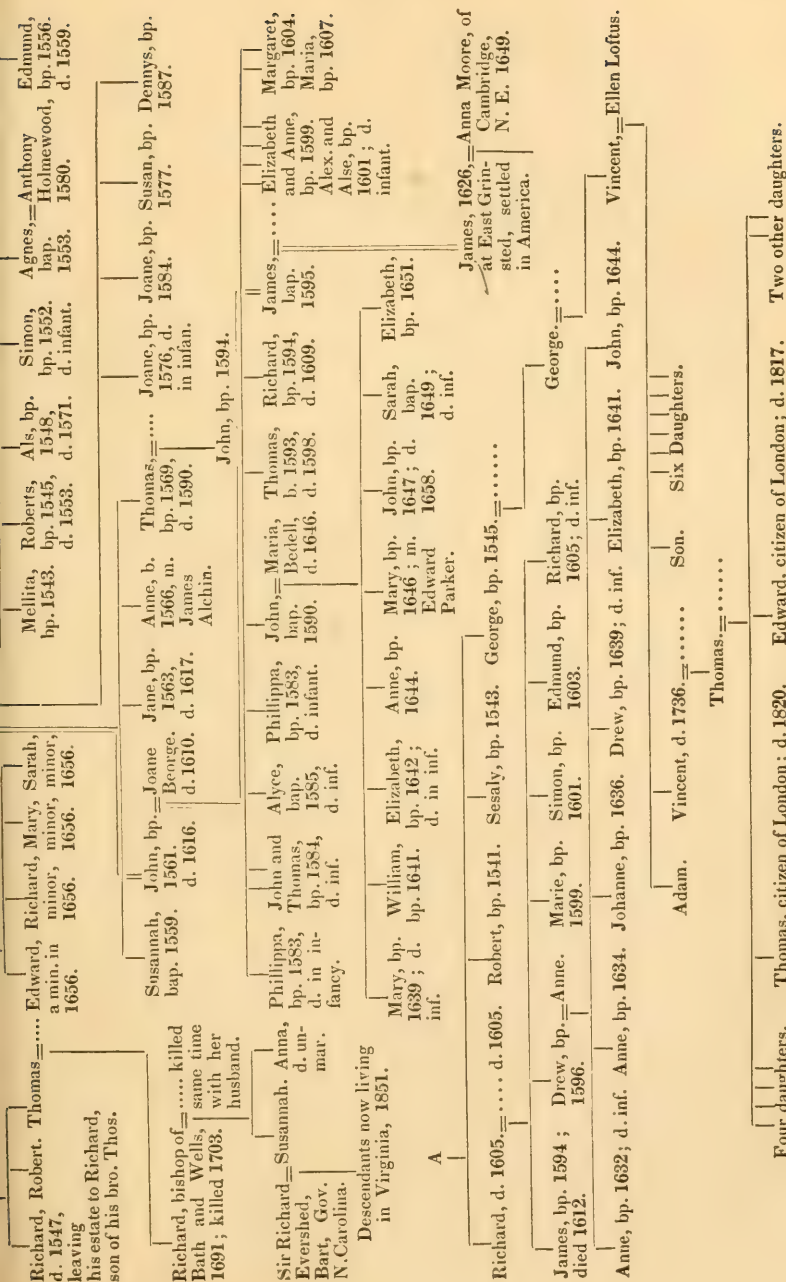 Richard, Robert. Thomas=....
d. 1547,
leaving
his estate to Richard,
son of his bro. Thos.
Edward,
a min. in
1656.
Richard,
minor,
1656.
Mary,
minor,
1656.
Sarah,
minor,
1656.
Mellita,
bp. 1543.
Roberts,
bp. 1545,
d. 1553.
Als, bp.
1548,
d. 1571.
Simon,
bp. 1552.
d. infant.
Agnes,=Anthony
bap.
1553.
Holmewood,
1580.
Edmund,
bp. 1556.
d. 1559.
Richard, bishop of=..... killed
Bath and Wells,
1691; killed 1703.
same time
with her
husband.
Susannah,
bap. 1559.
John, bp.=Joane
1561.
d. 1616.
Beorge.
d. 1610.
Jane, bp.
1563,
d. 1617.
Anne, b.
1566, m.
James
Alchin.
Thomas,=....
bp. 1569,
d. 1590.
Joane, bp.
1576, d.
in infan.
Joane, bp.
1584.
Susan, bp.
1577.
Dennys, bp.
1587.
John, bp. 1594.
Sir Richard=Susannah.
Evershed,
Bart, Gov.
N. Carolina.
Anna,
d. un-
mar.
Descendants now living
in Virginia, 1851.
Phillippa,
bp. 1583,
d. in in-
fancy.
John and
Thomas,
bp. 1584,
d. inf.
Alyce,
bap.
1585,
d. inf.
Phillippa,
bp. 1583,
d. infant.
John,=Maria,
bap.
1590.
Bedell,
d. 1646.
Thomas,
b. 1593,
d. 1598.
Richard,
bp. 1594,
d. 1609.
James,=.....
bap.
1595.
Elizabeth
and Anne,
bp. 1599.
Alex. and
Alse, bp.
1601; d.
infant.
Margaret,
bp. 1604.
Maria,
bp. 1607.
Mary, bp.
1639; d.
inf.
William,
bp. 1641.
Elizabeth,
bp. 1642;
d. in inf.
Anne, bp.
1644.
Mary, bp.
1646; m.
Edward
Parker.
John, bp.
1647; d.
1658.
Sarah,
bap.
1649;
d. inf.
Elizabeth,
bp. 1651.
James, 1626,=Anna Moore, of
at East Grin-
sted, settled
in America.
Cambridge,
N. E. 1649.
A
Richard, d. 1605.=.... d. 1605. Robert, bp. 1541. Sesaly, bp. 1543. George, bp. 1545.=......
James, bp. 1594;
died 1612.
Drew, bp.=Anne.
1596.
Marie, bp.
1599.
Simon, bp.
1601.
Edmund, bp.
1603.
Richard, bp.
1605; d. inf.
George.=.....
Anne, bp. 1632; d. inf. Anne, bp. 1634. Johanne, bp. 1636. Drew, bp. 1639; d. inf. Elizabeth, bp. 1641. John, bp. 1644. Vincent,=Ellen Loftus.
Adam. Vincent, d. 1736.=....... Son. Six Daughters.
Thomas.=.......
Four daughters. Thomas, citizen of London; d. 1820. Edward, citizen of London; d. 1817. Two other daughters.